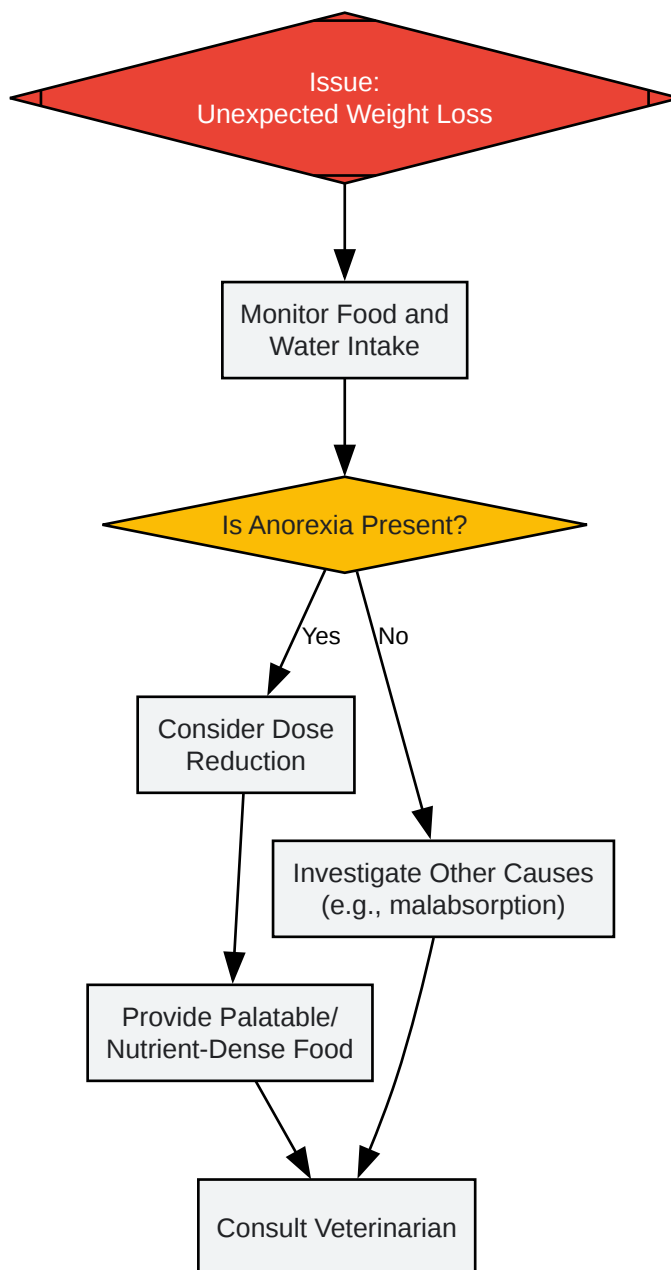 Issue:
Unexpected Weight Loss
Monitor Food and
Water Intake
Is Anorexia Present?
Yes
No
Consider Dose
Reduction
Investigate Other Causes
(e.g., malabsorption)
Provide Palatable/
Nutrient-Dense Food
Consult Veterinarian